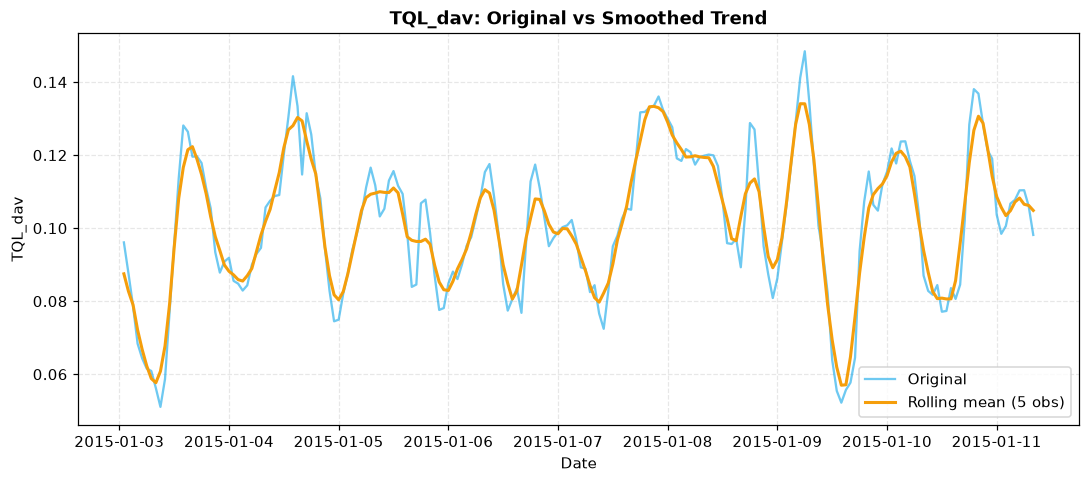 TQL_dav: Original vs Smoothed Trend
TQL_dav
0.14
0.12
0.10
0.08
0.06
Original
Rolling mean (5 obs)
2015-01-03 2015-01-04 2015-01-05 2015-01-06 2015-01-07 2015-01-08 2015-01-09 2015-01-10 2015-01-11
Date